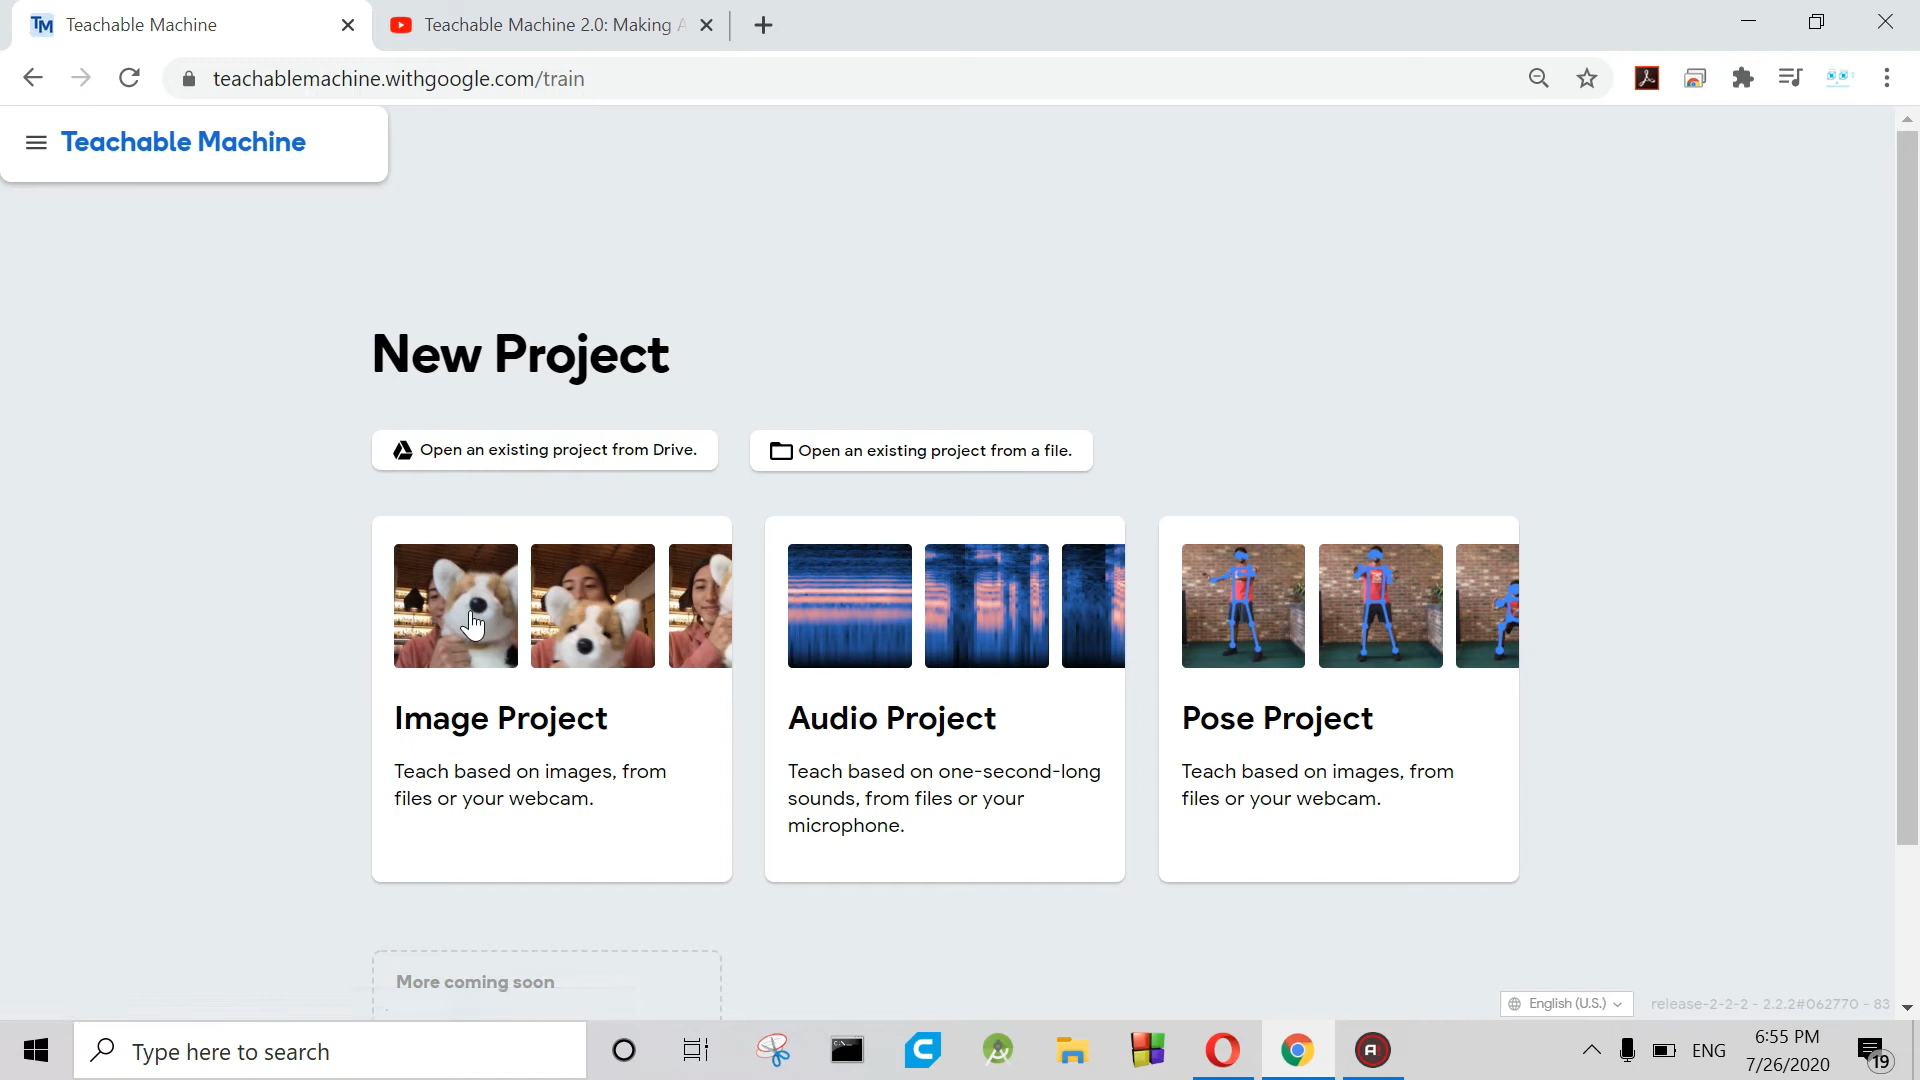 Teachable Machine
Teachable Machine 2.0: Making A
teachablemachine.withgoogle.com/train
Teachable Machine
New Project
Open an existing project from Drive.
Open an existing project from a file.
Image Project
Teach based on images, from
files or your webcam.
Audio Project
Teach based on one-second-long
sounds, from files or your
microphone.
Pose Project
Teach based on images, from
files or your webcam.
More coming soon
English (U.S.)
release-2-2-2 - 2.2.2#062770 - 83
Type here to search
ENG
6:55 PM
7/26/2020
19